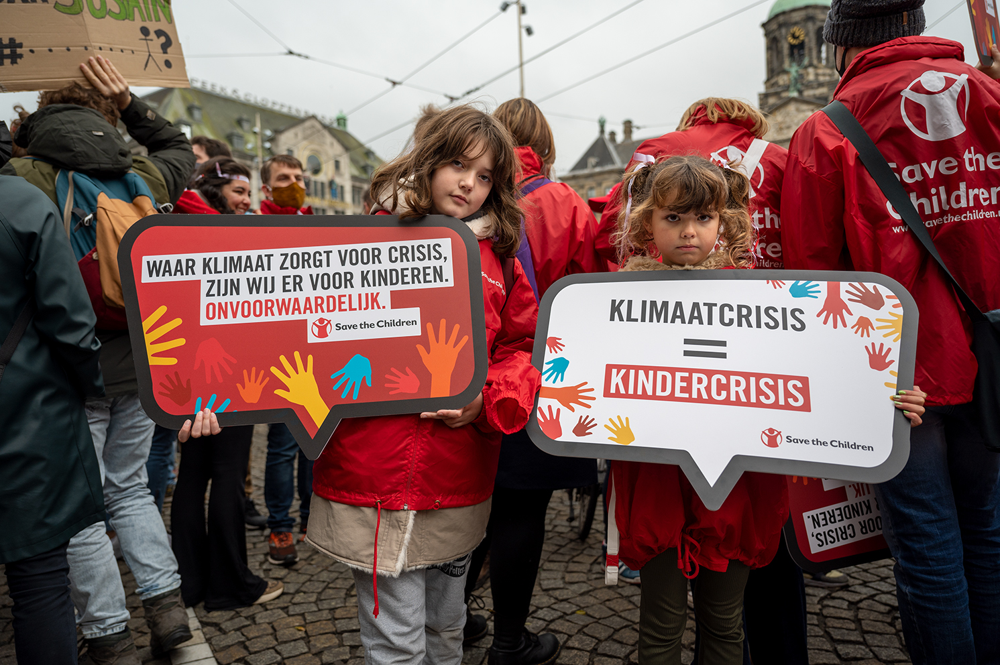 ?
WAAR KLIMAAT ZORGT VOOR CRISIS,
ZIJN WIJ ER VOOR KINDEREN.
ONVOORWAARDELIJK.
Save the Children
KLIMAATCRISIS
=
KINDERCRISIS
Save the Children
Save the
Children
OOR CRISIS,
R KINDEREN.